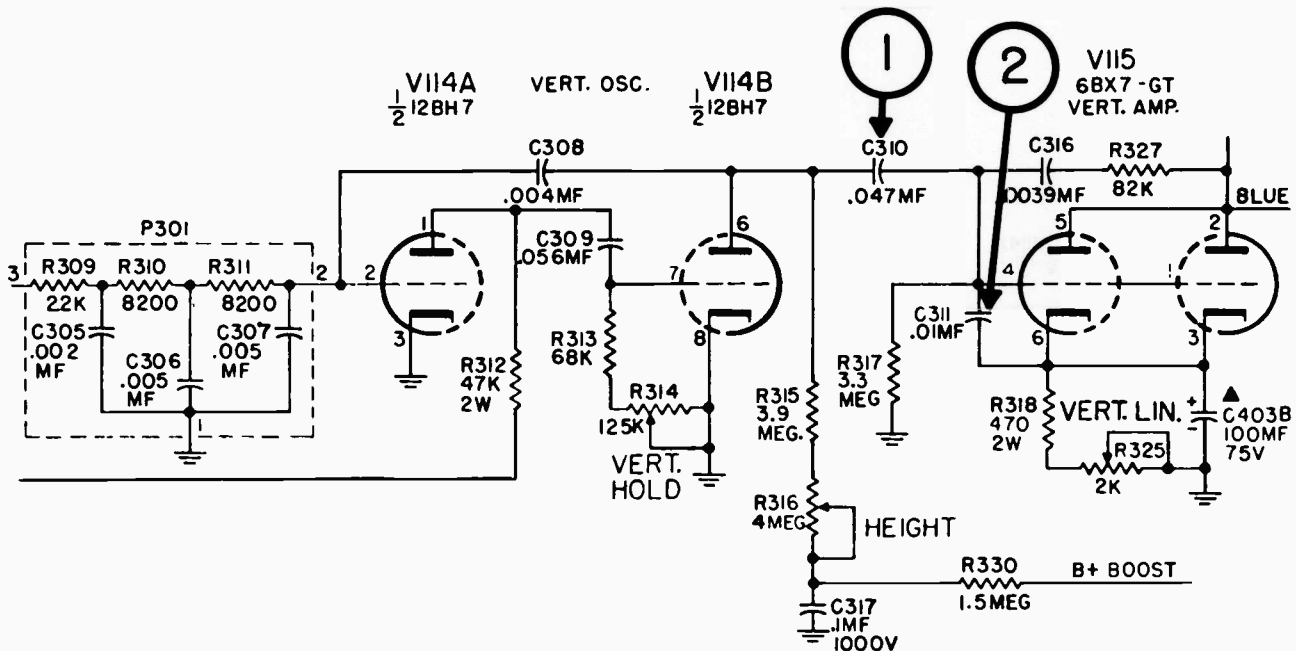 1
2
V114A
1/2 12BH7
VERT. OSC.
V114B
1/2 12BH7
V115
6BX7-GT
VERT. AMP.
C308
.004MF
C310
.047MF
C316
.0039MF
R327
82K
BLUE
P301
3
R309
22K
R310
8200
R311
8200
2
2
1
3
C305
.002
MF
C306
.005
MF
C307
.005
MF
1
R312
47K
2W
C309
.056MF
R313
68K
R314
125K
VERT.
HOLD
6
7
8
R315
3.9
MEG.
R316
4MEG
HEIGHT
C317
.1MF
1000V
R330
1.5MEG
B+ BOOST
R317
3.3
MEG
C311
.01MF
5
4
6
2
1
3
R318
470
2W
VERT. LIN.
R325
2K
+
-
C403B
100MF
75V